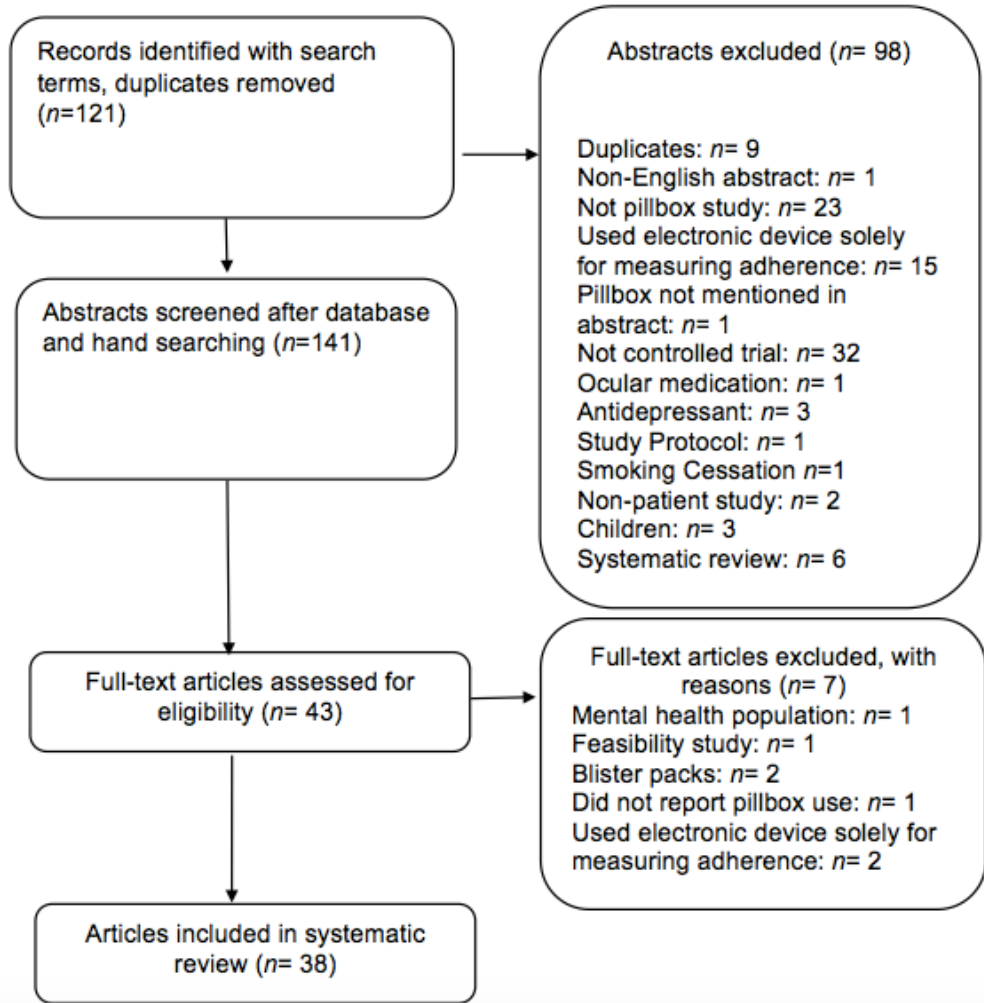 Records identified with search
terms, duplicates removed
(n=121)
Abstracts excluded (n= 98)
Duplicates: n= 9
Non-English abstract: n= 1
Not pillbox study: n= 23
Used electronic device solely
for measuring adherence: n= 15
Pillbox not mentioned in
abstract: n= 1
Not controlled trial: n= 32
Ocular medication: n= 1
Antidepressant: n= 3
Study Protocol: n= 1
Smoking Cessation n=1
Non-patient study: n= 2
Children: n= 3
Systematic review: n= 6
Abstracts screened after database
and hand searching (n=141)
Full-text articles assessed for
eligibility (n= 43)
Full-text articles excluded, with
reasons (n= 7)
Mental health population: n= 1
Feasibility study: n= 1
Blister packs: n= 2
Did not report pillbox use: n= 1
Used electronic device solely for
measuring adherence: n= 2
Articles included in systematic
review (n= 38)